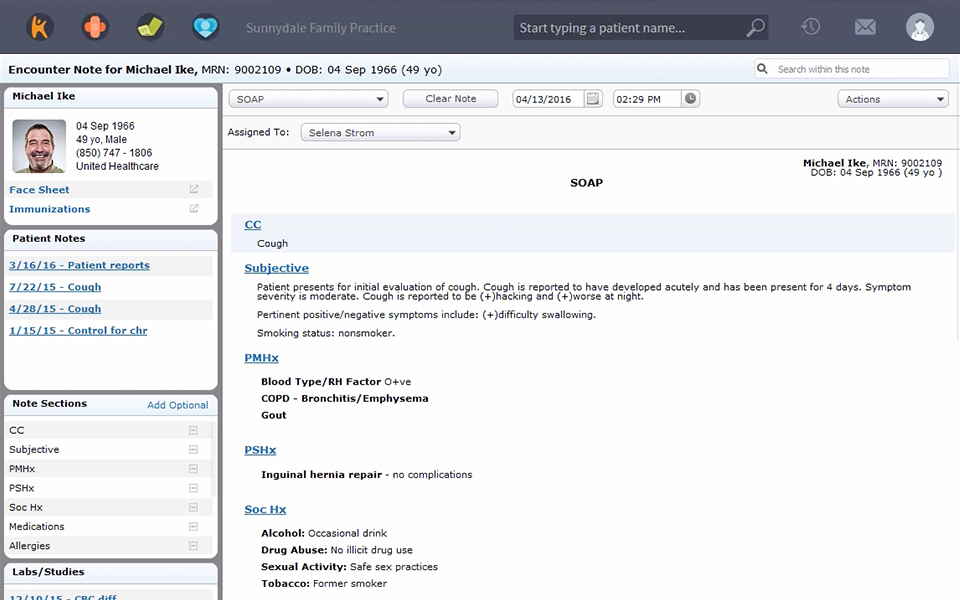 Sunnydale Family Practice
Start typing a patient name...
Encounter Note for Michael Ike, MRN: 9002109 • DOB: 04 Sep 1966 (49 yo)
Search within this note
Michael Ike
04 Sep 1966
49 yo, Male
(850) 747 - 1806
United Healthcare
Face Sheet
Immunizations
Patient Notes
3/16/16 - Patient reports
7/22/15 - Cough
4/28/15 - Cough
1/15/15 - Control for chr
Note Sections Add Optional
CC
Subjective
PMHx
PSHx
Soc Hx
Medications
Allergies
Labs/Studies
12/10/15 - CBC diff
SOAP Clear Note 04/13/2016 02:29 PM Actions
Assigned To: Selena Strom
Michael Ike, MRN: 9002109
DOB: 04 Sep 1966 (49 yo )
SOAP
CC
Cough
Subjective
Patient presents for initial evaluation of cough. Cough is reported to have developed acutely and has been present for 4 days. Symptom
severity is moderate. Cough is reported to be (+)hacking and (+)worse at night.
Pertinent positive/negative symptoms include: (+)difficulty swallowing.
Smoking status: nonsmoker.
PMHx
Blood Type/RH Factor O+ve
COPD - Bronchitis/Emphysema
Gout
PSHx
Inguinal hernia repair - no complications
Soc Hx
Alcohol: Occasional drink
Drug Abuse: No illicit drug use
Sexual Activity: Safe sex practices
Tobacco: Former smoker